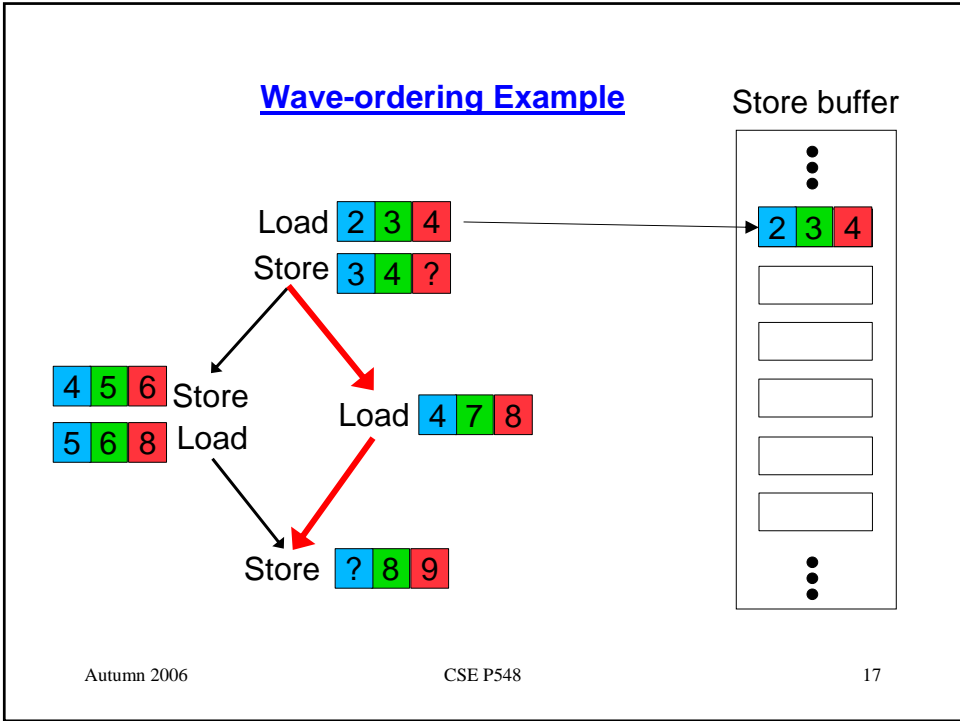 Wave-ordering Example
Store buffer
Load 2 3 4
2 3 4
Store 3 4 ?
4 5 6 Store
Load 4 7 8
5 6 8 Load
Store ? 8 9
Autumn 2006 CSE P548 17